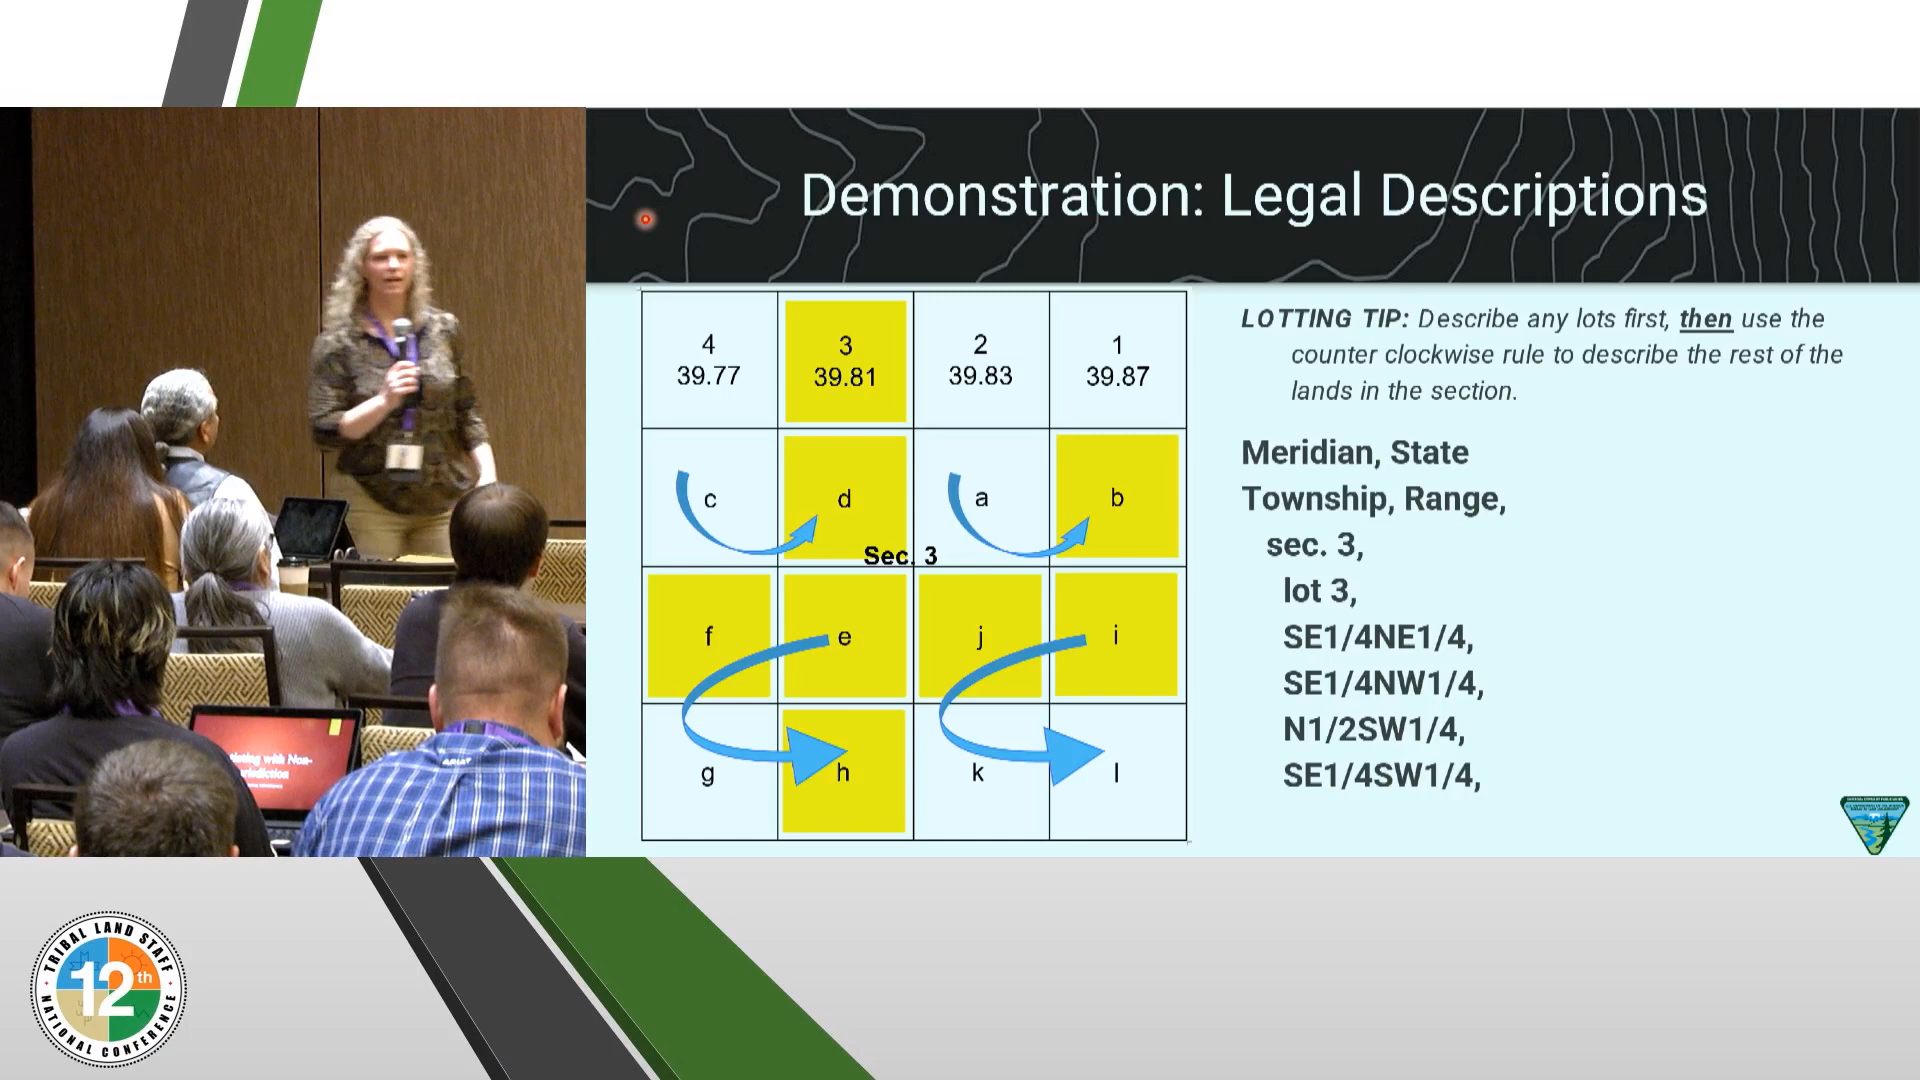 Demonstration: Legal Descriptions
4
39.77
3
39.81
2
39.83
1
39.87
c
d
a
b
Sec. 3
f
e
j
i
g
h
k
l
LOTTING TIP: Describe any lots first, then use the
counter clockwise rule to describe the rest of the
lands in the section.
Meridian, State
Township, Range,
sec. 3,
lot 3,
SE1/4NE1/4,
SE1/4NW1/4,
N1/2SW1/4,
SE1/4SW1/4,
with Non-
ARIAT
TRIBAL LAND STAFF
12th
NATIONAL CONFERENCE